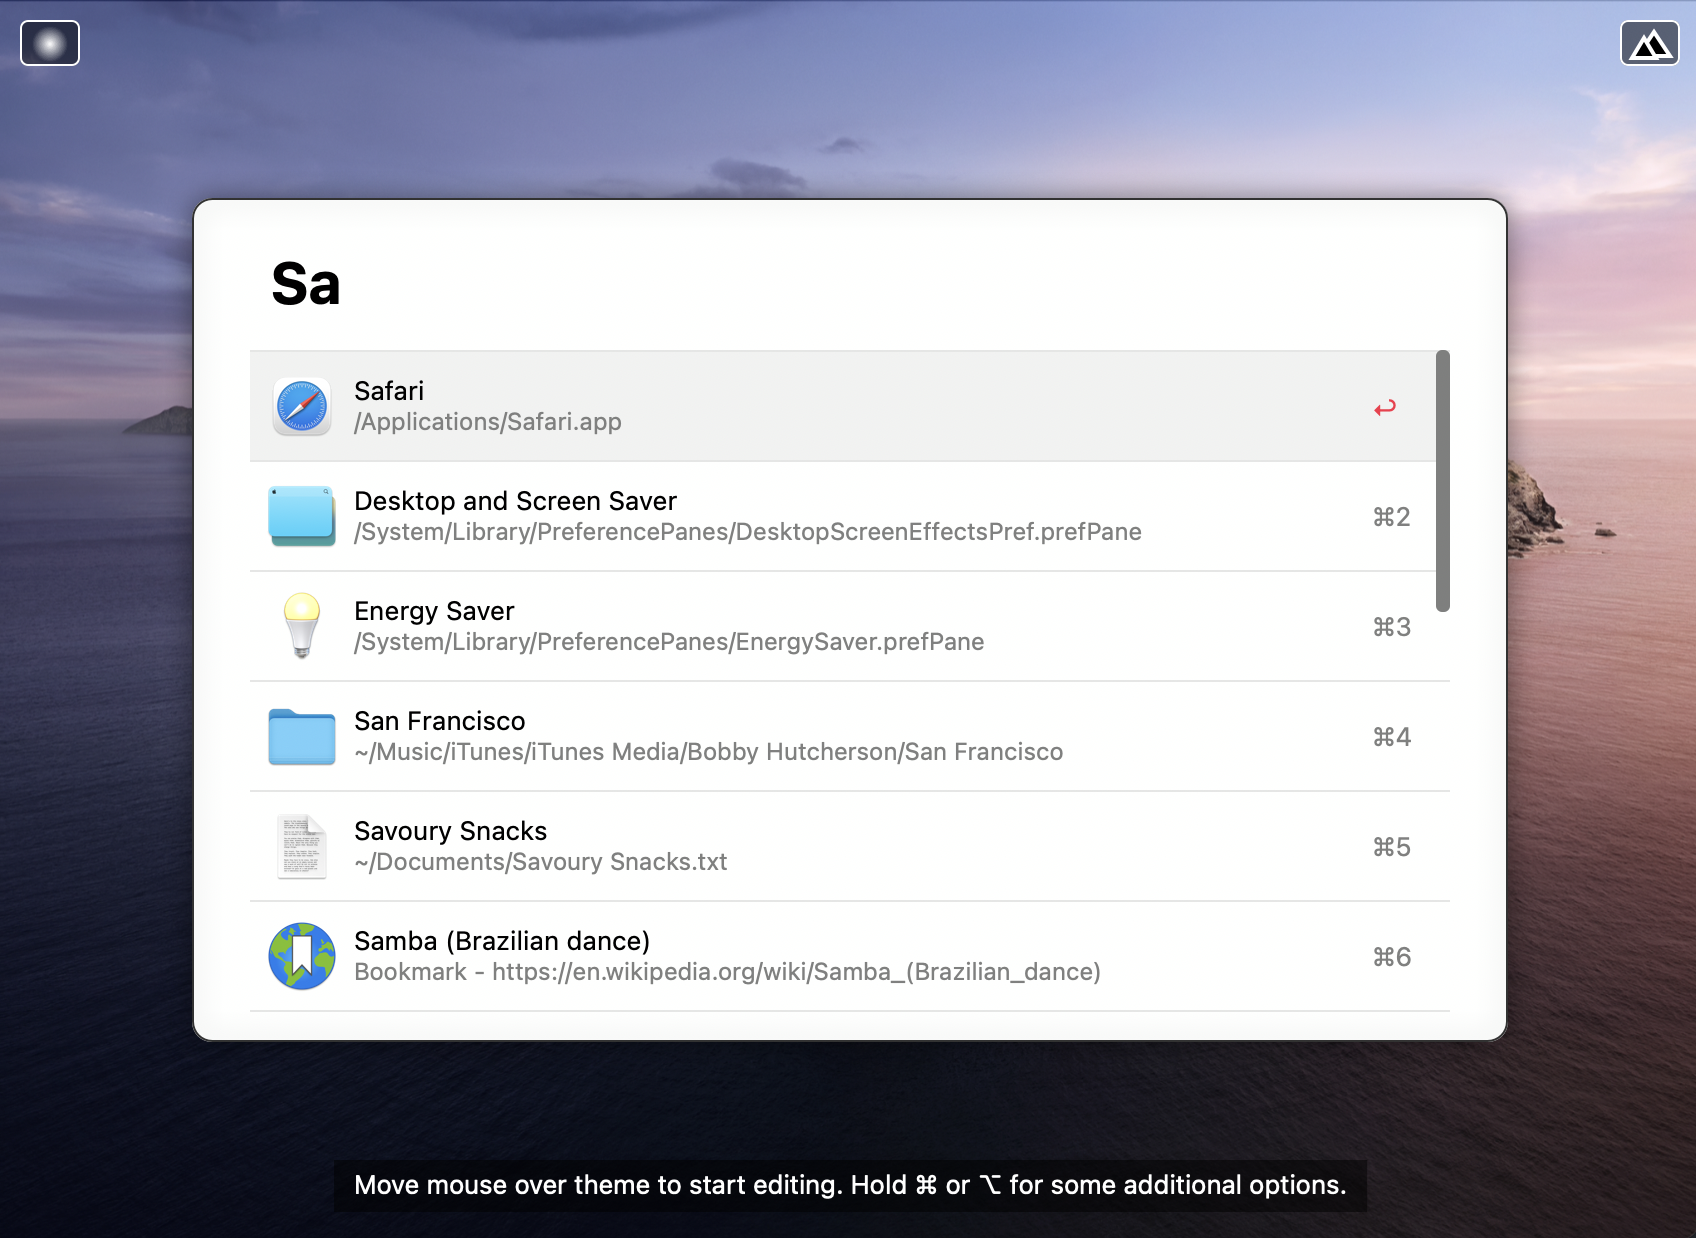 Sa
Safari
/Applications/Safari.app
Desktop and Screen Saver
/System/Library/PreferencePanes/DesktopScreenEffectsPref.prefPane
⌘2
Energy Saver
/System/Library/PreferencePanes/EnergySaver.prefPane
⌘3
San Francisco
~/Music/iTunes/iTunes Media/Bobby Hutcherson/San Francisco
⌘4
Savoury Snacks
~/Documents/Savoury Snacks.txt
⌘5
Samba (Brazilian dance)
Bookmark - https://en.wikipedia.org/wiki/Samba_(Brazilian_dance)
⌘6
Move mouse over theme to start editing. Hold ⌘ or ⌥ for some additional options.